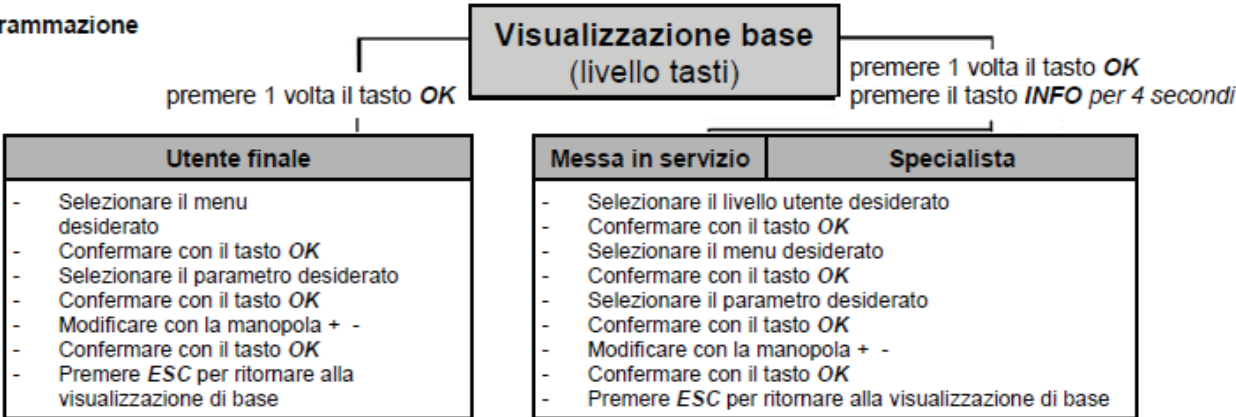 rammazione
Visualizzazione base
(livello tasti)
premere 1 volta il tasto OK
premere 1 volta il tasto OK
premere il tasto INFO per 4 secondi
Utente finale
- Selezionare il menu
desiderato
- Confermare con il tasto OK
- Selezionare il parametro desiderato
- Confermare con il tasto OK
- Modificare con la manopola + -
- Confermare con il tasto OK
- Premere ESC per ritornare alla
visualizzazione di base
Messa in servizio
Specialista
- Selezionare il livello utente desiderato
- Confermare con il tasto OK
- Selezionare il menu desiderato
- Confermare con il tasto OK
- Selezionare il parametro desiderato
- Confermare con il tasto OK
- Modificare con la manopola + -
- Confermare con il tasto OK
- Premere ESC per ritornare alla visualizzazione di base